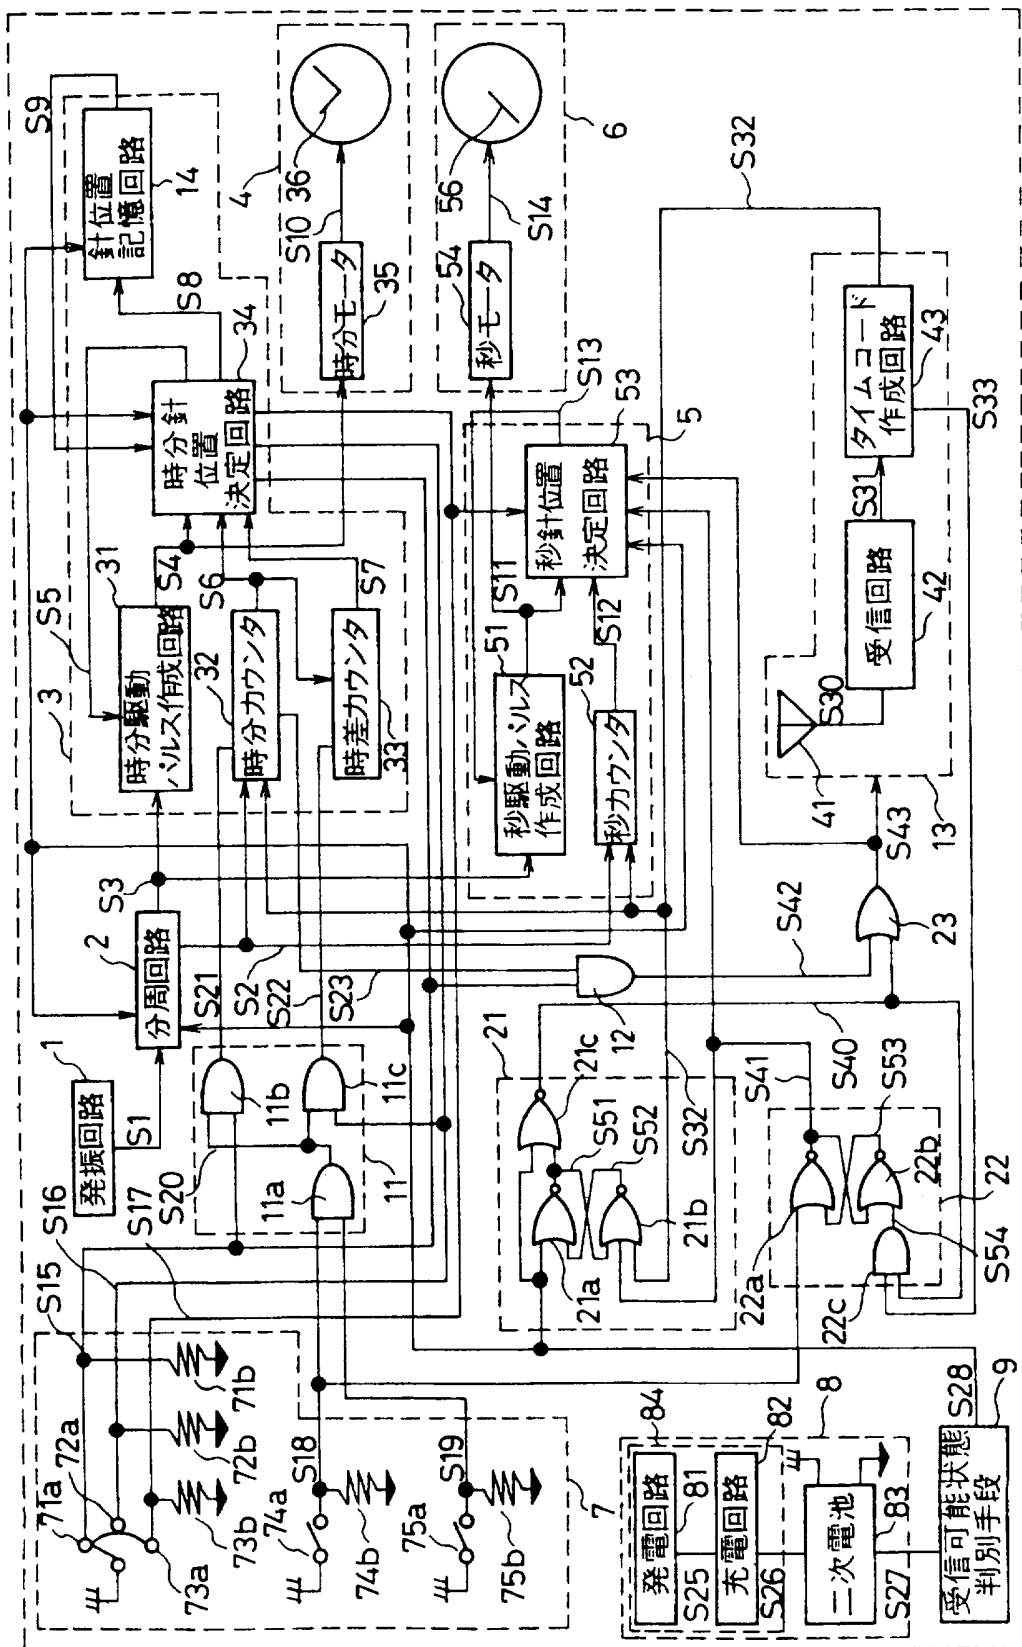 発振回路
1
S1
分周回路
2
S3
S2
3
S5
時分駆動
パルス作成回路
31
S4
時分カウンタ
32
S6
時差カウンタ
33
S7
時分針
位置
決定回路
34
S8
針位置
記憶回路
14
S9
4
時分モータ
35
S10
36
6
秒モータ
54
S14
56
5
秒駆動パルス
作成回路
51
S11
秒カウンタ
52
S12
秒針位置
決定回路
53
S13
S15
S16
S17
S20
S21
S22
S23
11
11a
11b
11c
12
S42
7
71a
72a
73a
71b
72b
73b
74a
S18
74b
75a
S19
75b
21
21a
21b
21c
S51
S52
S32
22
22a
22b
22c
S41
S40
S53
S54
23
S43
13
41
S30
受信回路
42
S31
タイムコード
作成回路
43
S32
S33
8
84
発電回路
81
S25
充電回路
82
S26
二次電池
83
S27
受信可能状態
判別手段
9
S28